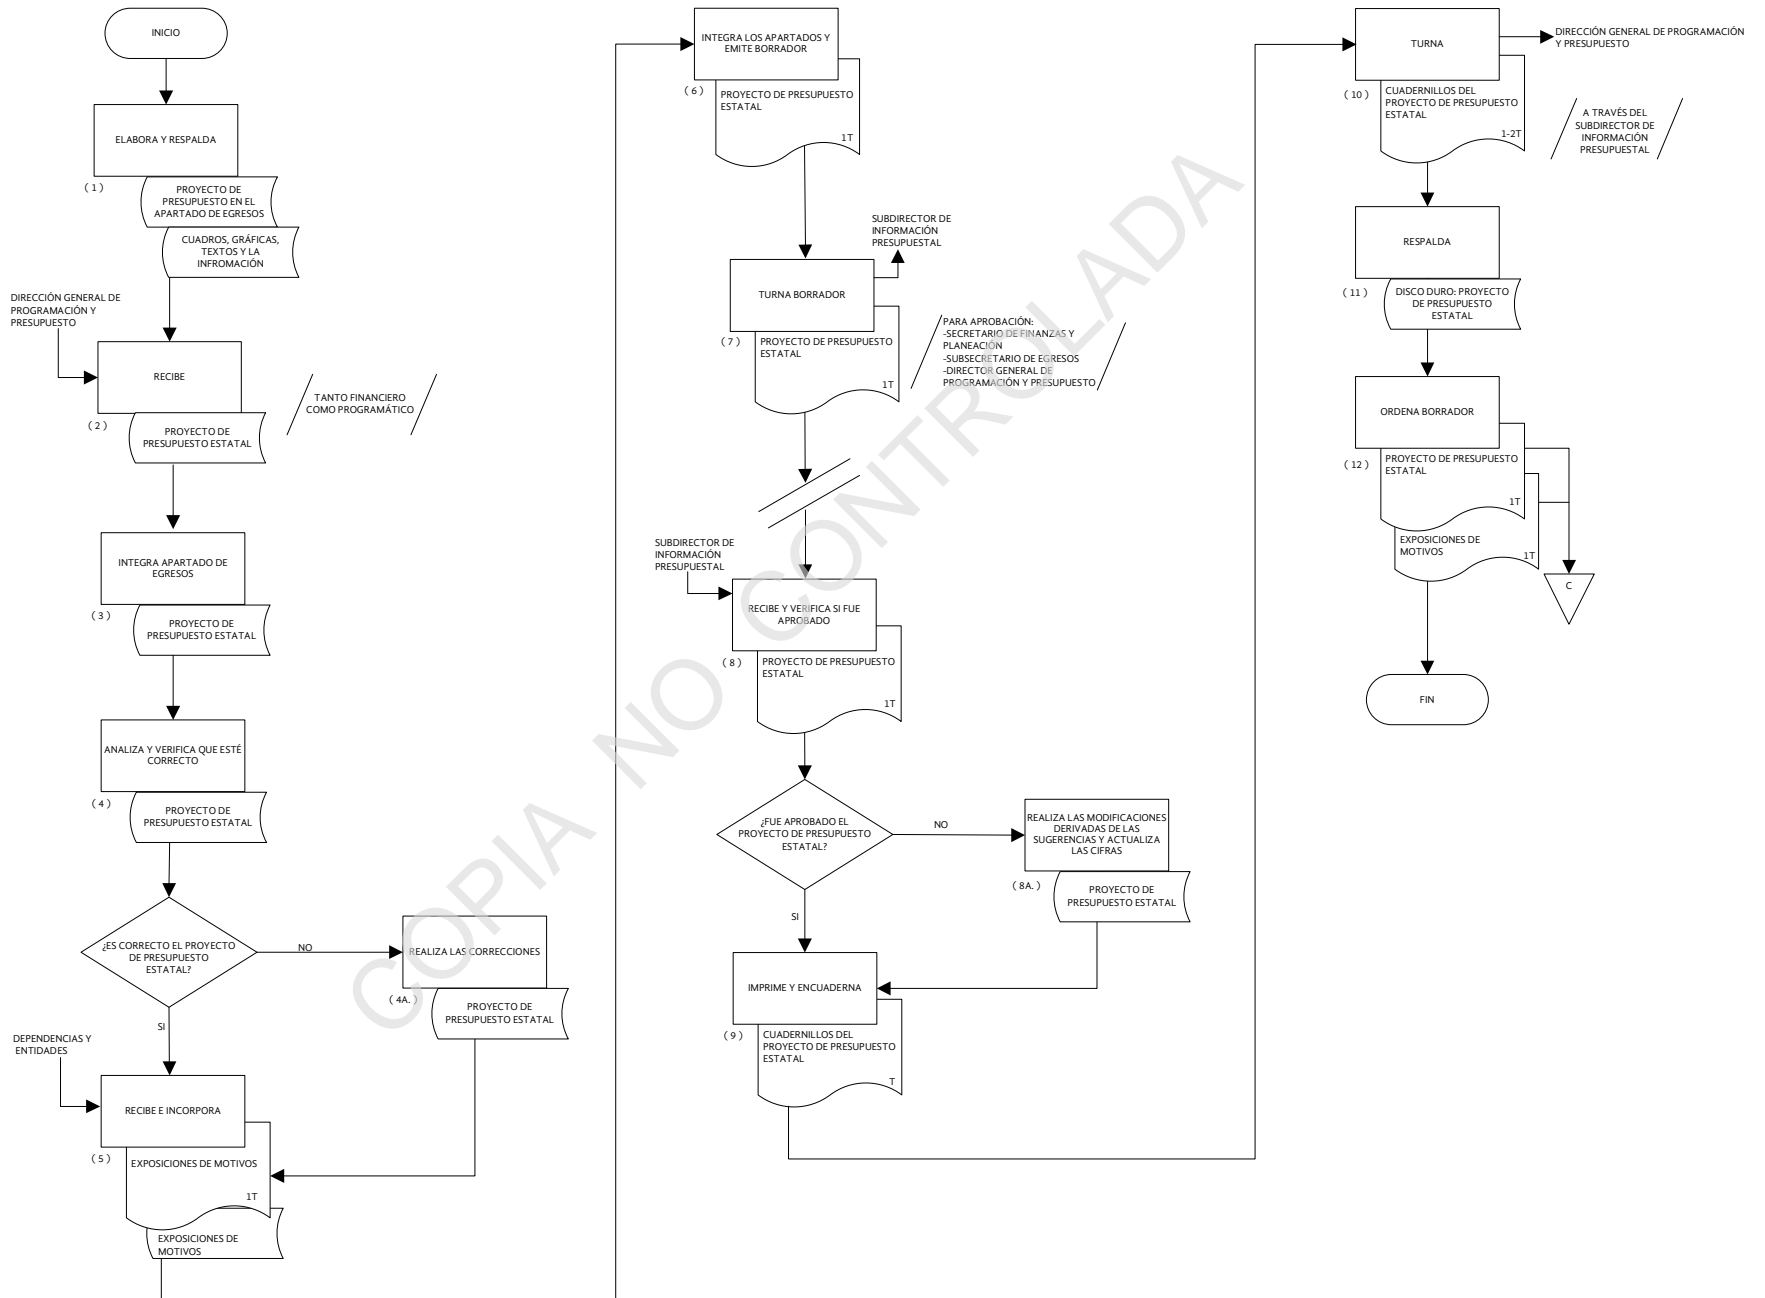 INICIO
ELABORA Y RESPALDA
( 1 )
PROYECTO DE
PRESUPUESTO EN EL
APARTADO DE EGRESOS
CUADROS, GRÁFICAS,
TEXTOS Y LA
INFROMACIÓN
DIRECCIÓN GENERAL DE
PROGRAMACIÓN Y
PRESUPUESTO
RECIBE
( 2 )
PROYECTO DE
PRESUPUESTO ESTATAL
TANTO FINANCIERO
COMO PROGRAMÁTICO
INTEGRA APARTADO DE
EGRESOS
( 3 )
PROYECTO DE
PRESUPUESTO ESTATAL
ANALIZA Y VERIFICA QUE ESTÉ
CORRECTO
( 4 )
PROYECTO DE
PRESUPUESTO ESTATAL
¿ES CORRECTO EL PROYECTO
DE PRESUPUESTO
ESTATAL?
NO
REALIZA LAS CORRECCIONES
( 4A. )
PROYECTO DE
PRESUPUESTO ESTATAL
SI
DEPENDENCIAS Y
ENTIDADES
RECIBE E INCORPORA
( 5 )
EXPOSICIONES DE MOTIVOS
1T
EXPOSICIONES DE
MOTIVOS
INTEGRA LOS APARTADOS Y
EMITE BORRADOR
( 6 )
PROYECTO DE PRESUPUESTO
ESTATAL
1T
SUBDIRECTOR DE
INFORMACIÓN
PRESUPUESTAL
TURNA BORRADOR
( 7 )
PROYECTO DE PRESUPUESTO
ESTATAL
1T
PARA APROBACIÓN:
-SECRETARIO DE FINANZAS Y
PLANEACIÓN
-SUBSECRETARIO DE EGRESOS
-DIRECTOR GENERAL DE
PROGRAMACIÓN Y PRESUPUESTO
SUBDIRECTOR DE
INFORMACIÓN
PRESUPUESTAL
RECIBE Y VERIFICA SI FUE
APROBADO
( 8 )
PROYECTO DE PRESUPUESTO
ESTATAL
1T
¿FUE APROBADO EL
PROYECTO DE PRESUPUESTO
ESTATAL?
NO
REALIZA LAS MODIFICACIONES
DERIVADAS DE LAS
SUGERENCIAS Y ACTUALIZA
LAS CIFRAS
( 8A. )
PROYECTO DE
PRESUPUESTO ESTATAL
SI
IMPRIME Y ENCUADERNA
( 9 )
CUADERNILLOS DEL
PROYECTO DE PRESUPUESTO
ESTATAL
T
TURNA
DIRECCIÓN GENERAL DE PROGRAMACIÓN
Y PRESUPUESTO
( 10 )
CUADERNILLOS DEL
PROYECTO DE PRESUPUESTO
ESTATAL
1-2T
A TRAVÉS DEL
SUBDIRECTOR DE
INFORMACIÓN
PRESUPUESTAL
RESPALDA
( 11 )
DISCO DURO: PROYECTO
DE PRESUPUESTO
ESTATAL
ORDENA BORRADOR
( 12 )
PROYECTO DE PRESUPUESTO
ESTATAL
1T
EXPOSICIONES DE
MOTIVOS
1T
C
FIN
COPIA NO CONTROLADA